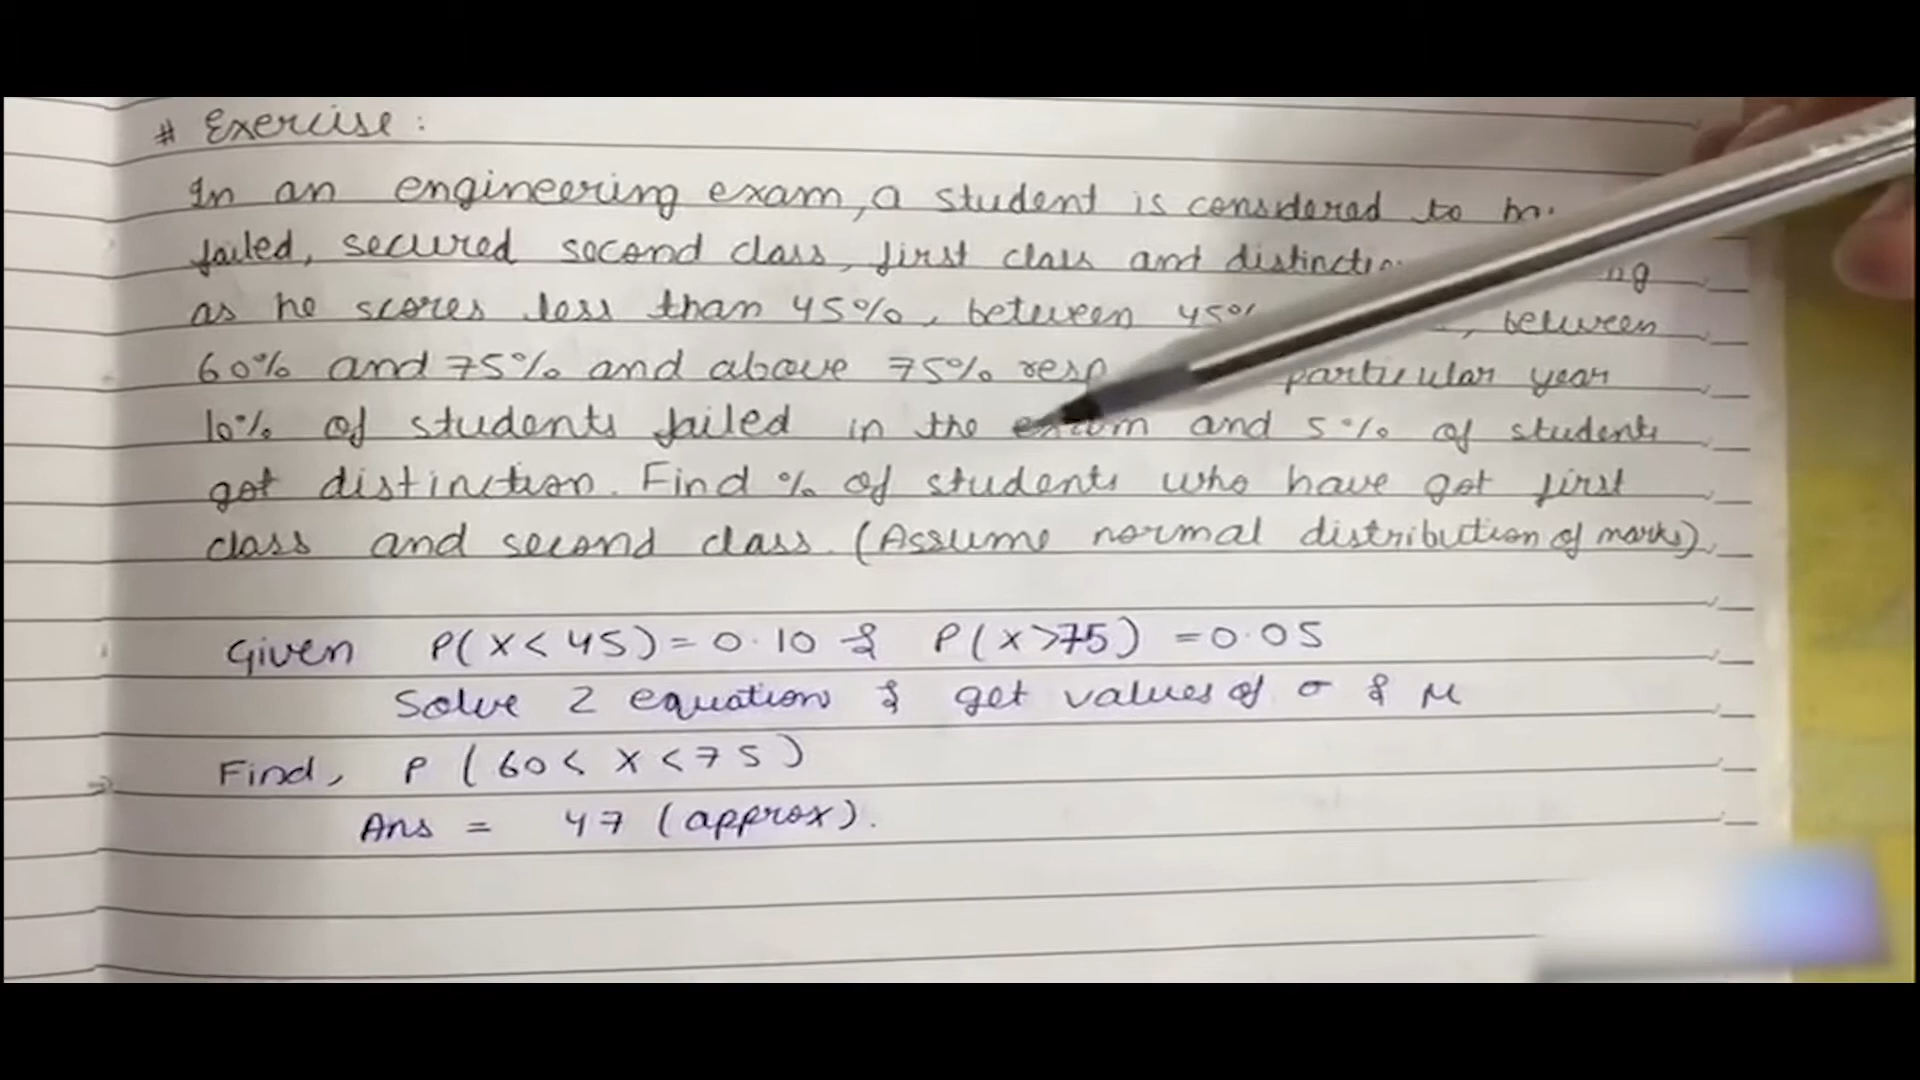 # Exercise:
In an engineering exam, a student is considered to
failed, secured second class, first class and
as he scores less than 45%, between 45% , between
60% and 75% and above 75% particular year
10% of students failed in the exam and 5% of students
got distinction. Find % of students who have got first
class and second class. (Assume normal distribution of marks)
Given P(X < 45) = 0.10 & P(X > 75) = 0.05
Solve 2 equation & get values of σ & μ
Find, P (60 < X < 75)
Ans = 47 (approx).